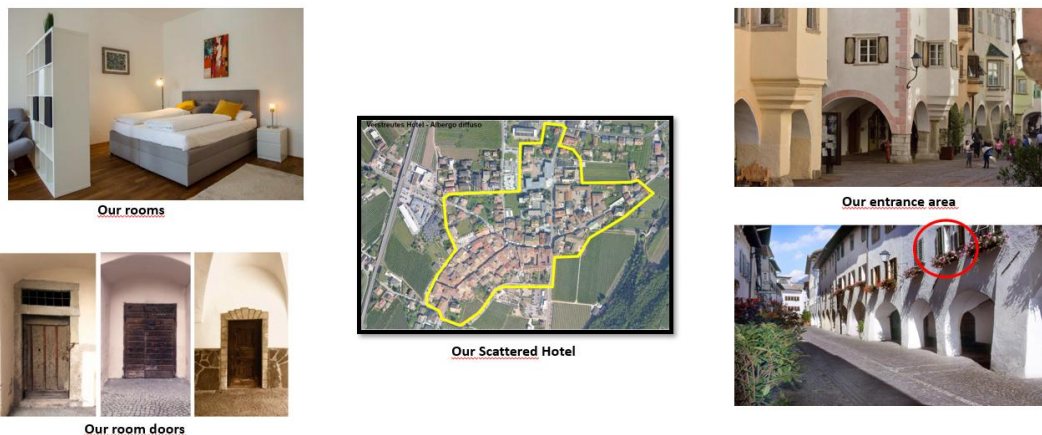 Verstreutes Hotel - Albergo diffuso
Our rooms
Our entrance area
Our Scattered Hotel
Our room doors